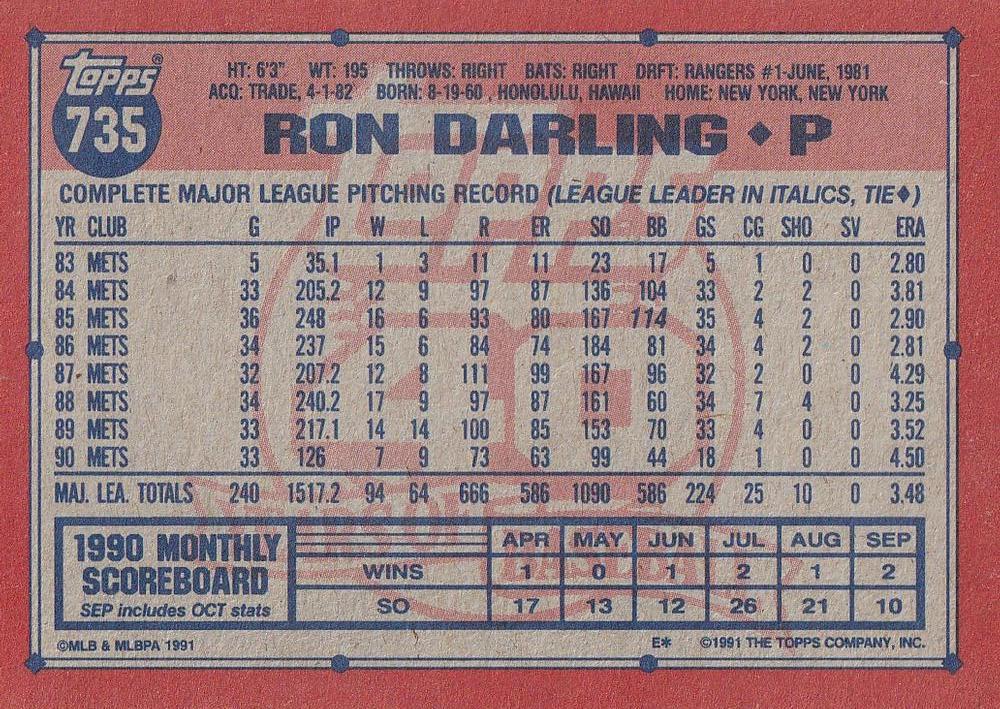 topps®
735
HT: 6'3" WT: 195 THROWS: RIGHT BATS: RIGHT DRFT: RANGERS #1-JUNE, 1981
ACQ: TRADE, 4-1-82 BORN: 8-19-60, HONOLULU, HAWAII HOME: NEW YORK, NEW YORK
RON DARLING ◆ P
COMPLETE MAJOR LEAGUE PITCHING RECORD (LEAGUE LEADER IN ITALICS, TIE◆)
YR CLUB G IP W L R ER SO BB GS CG SHO SV ERA
83 METS 5 35.1 1 3 11 11 23 17 5 1 0 0 2.80
84 METS 33 205.2 12 9 97 87 136 104 33 2 2 0 3.81
85 METS 36 248 16 6 93 80 167 114 35 4 2 0 2.90
86 METS 34 237 15 6 84 74 184 81 34 4 2 0 2.81
87 METS 32 207.2 12 8 111 99 167 96 32 2 0 0 4.29
88 METS 34 240.2 17 9 97 87 161 60 34 7 4 0 3.25
89 METS 33 217.1 14 14 100 85 153 70 33 4 0 0 3.52
90 METS 33 126 7 9 73 63 99 44 18 1 0 0 4.50
MAJ. LEA. TOTALS 240 1517.2 94 64 666 586 1090 586 224 25 10 0 3.48
1990 MONTHLY
SCOREBOARD
SEP includes OCT stats
APR MAY JUN JUL AUG SEP
WINS 1 0 1 2 1 2
SO 17 13 12 26 21 10
©MLB & MLBPA 1991 E* ©1991 THE TOPPS COMPANY, INC.